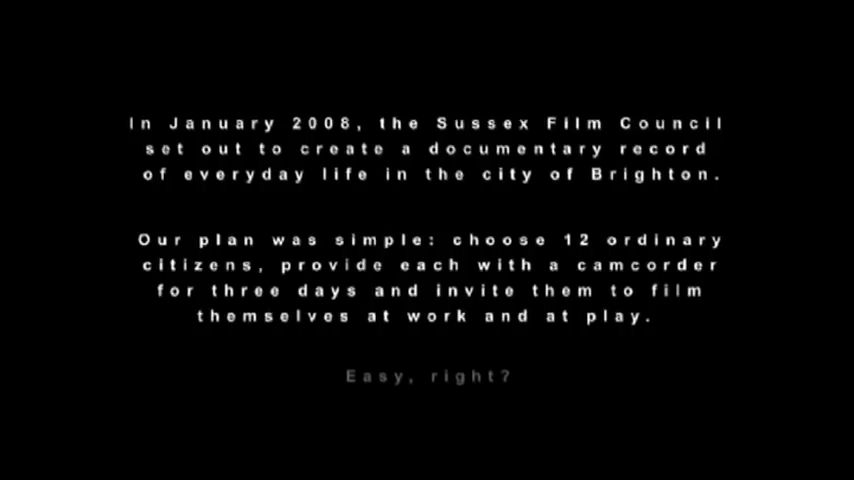 In January 2008, the Sussex Film Council
set out to create a documentary record
of everyday life in the city of Brighton.
Our plan was simple: choose 12 ordinary
citizens, provide each with a camcorder
for three days and invite them to film
themselves at work and at play.
Easy, right?